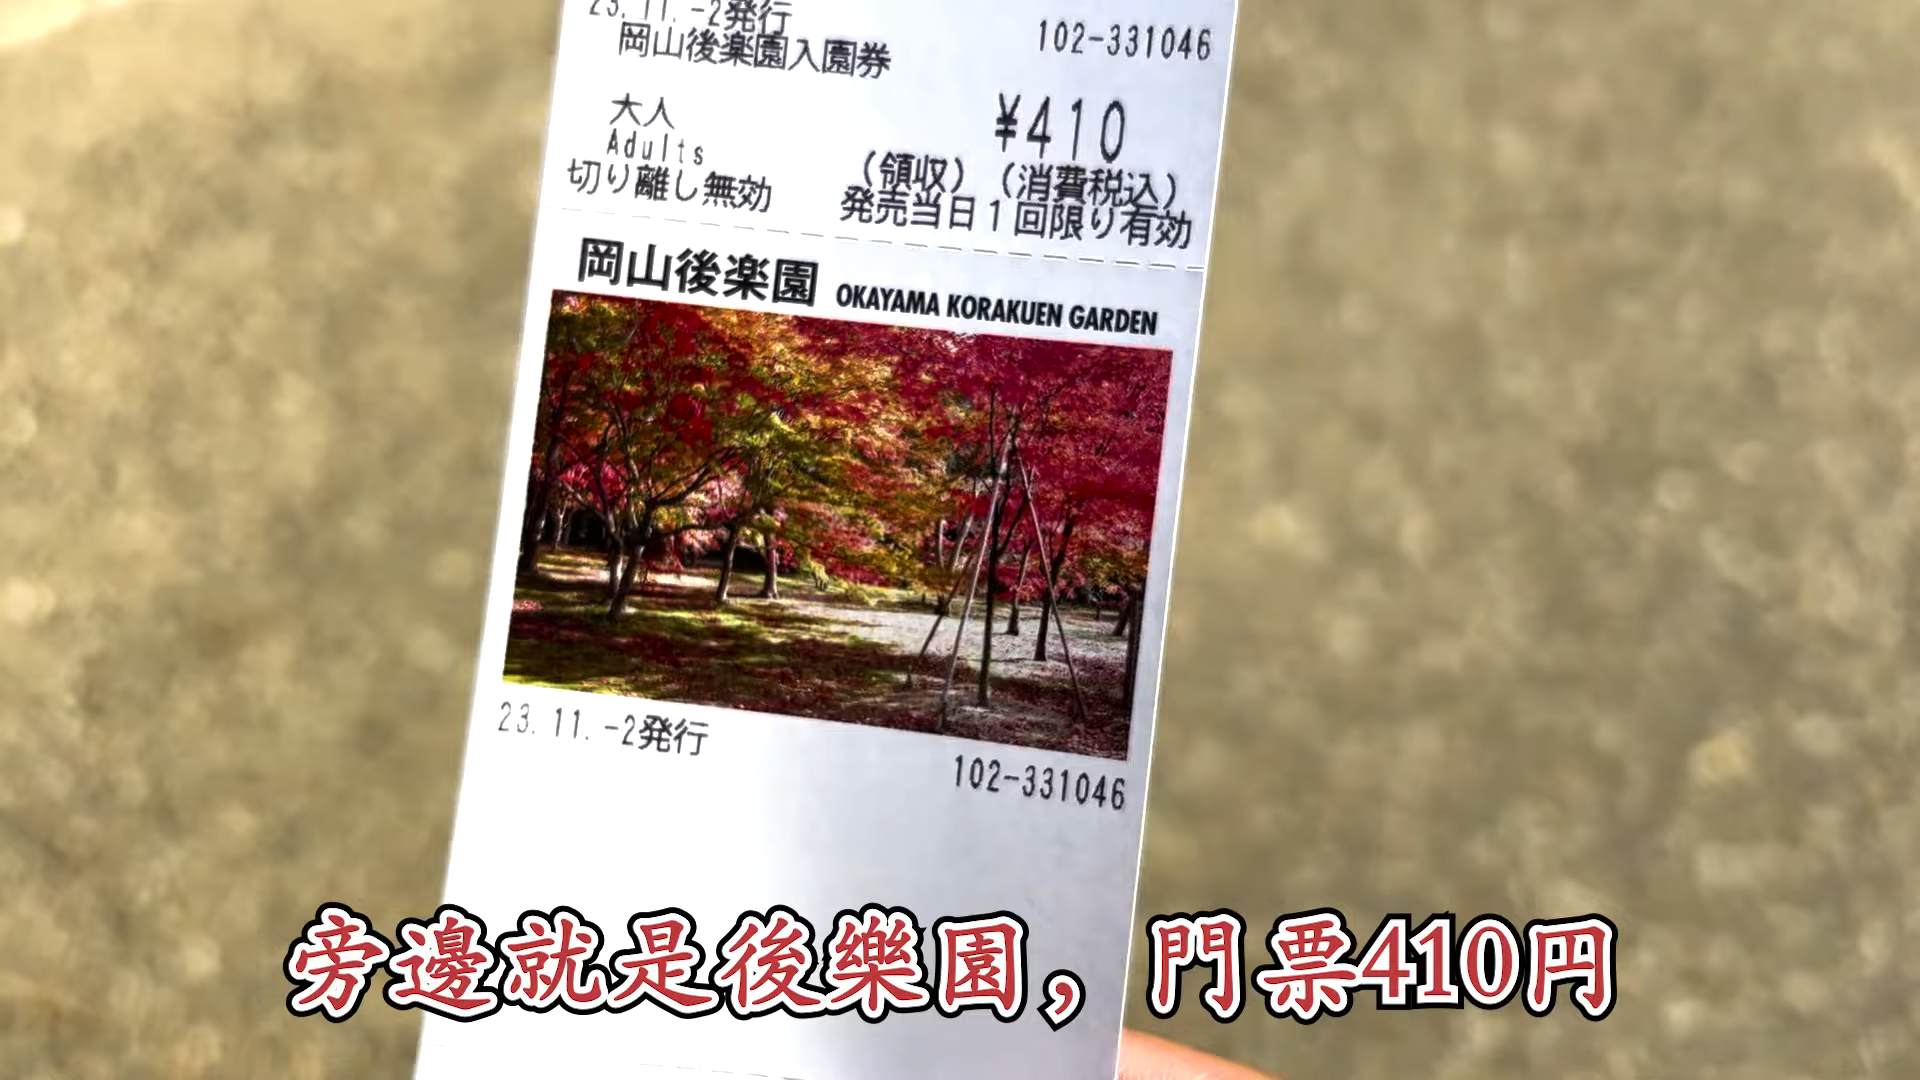 23.11.-2発行
102-331046
岡山後楽園入園券
大人
¥410
Adults
(領収)(消費税込)
切り離し無効
発売当日1回限り有効
岡山後楽園 OKAYAMA KORAKUEN GARDEN
23.11.-2発行
102-331046
旁邊就是後樂園，門票410円